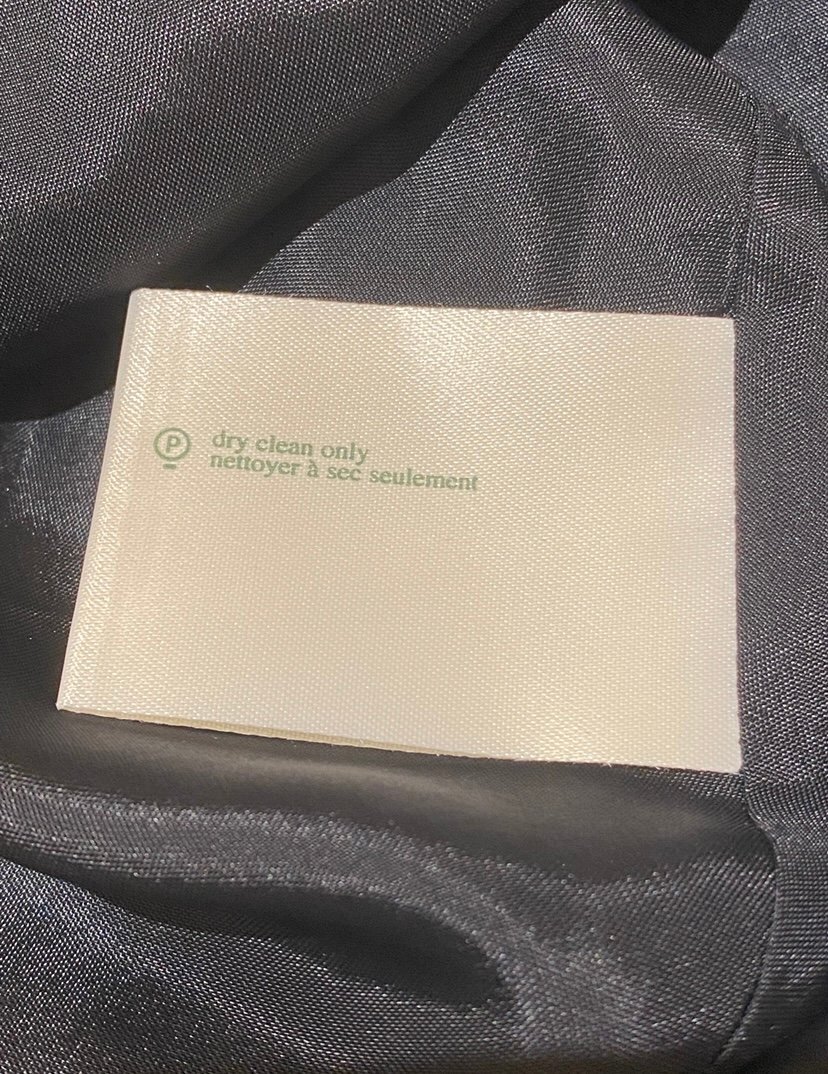 P
dry clean only
nettoyer à sec seulement